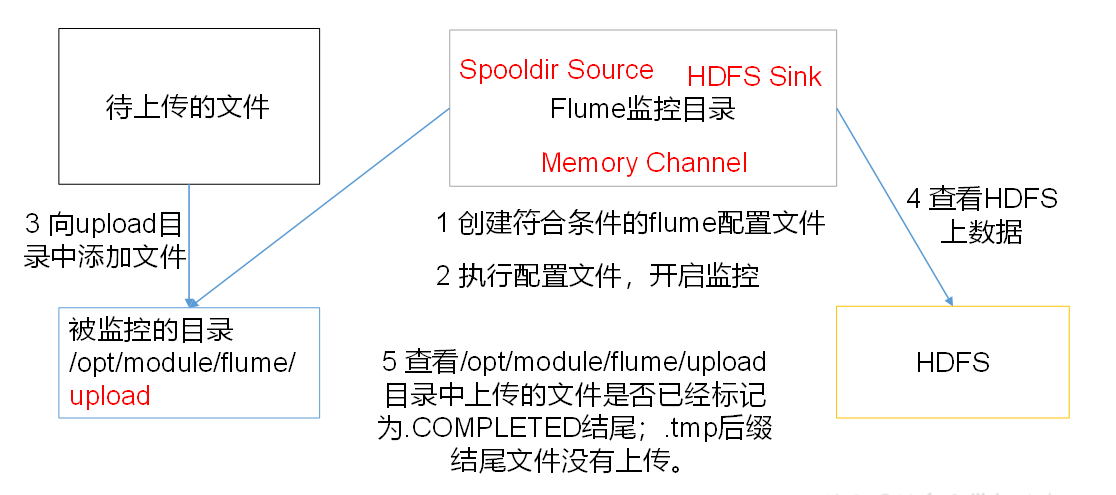 待上传的文件
Spooldir Source
HDFS Sink
Flume监控目录
Memory Channel
3 向upload目
录中添加文件
1 创建符合条件的flume配置文件
2 执行配置文件，开启监控
4 查看HDFS
上数据
被监控的目录
/opt/module/flume/
upload
5 查看/opt/module/flume/upload
目录中上传的文件是否已经标记
为.COMPLETED结尾；.tmp后缀
结尾文件没有上传。
HDFS